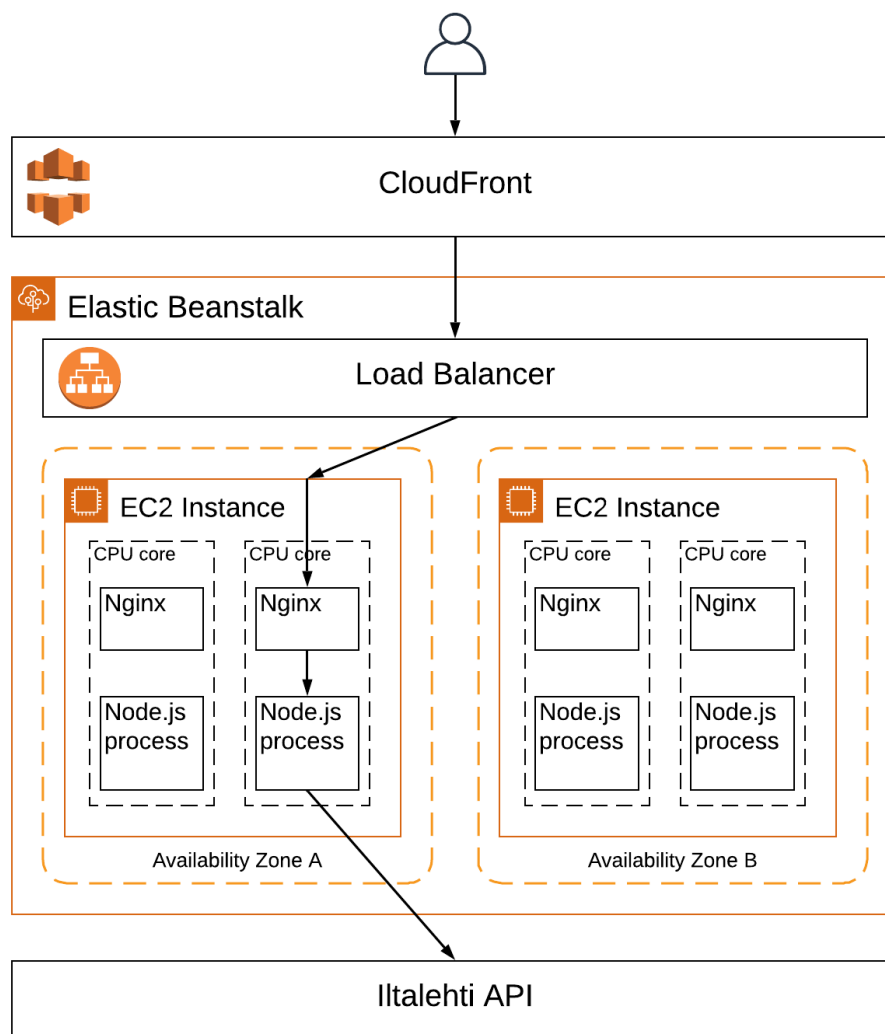 CloudFront
Elastic Beanstalk
Load Balancer
EC2 Instance
CPU core
Nginx
Node.js
process
CPU core
Nginx
Node.js
process
Availability Zone A
EC2 Instance
CPU core
Nginx
Node.js
process
CPU core
Nginx
Node.js
process
Availability Zone B
Iltalehti API